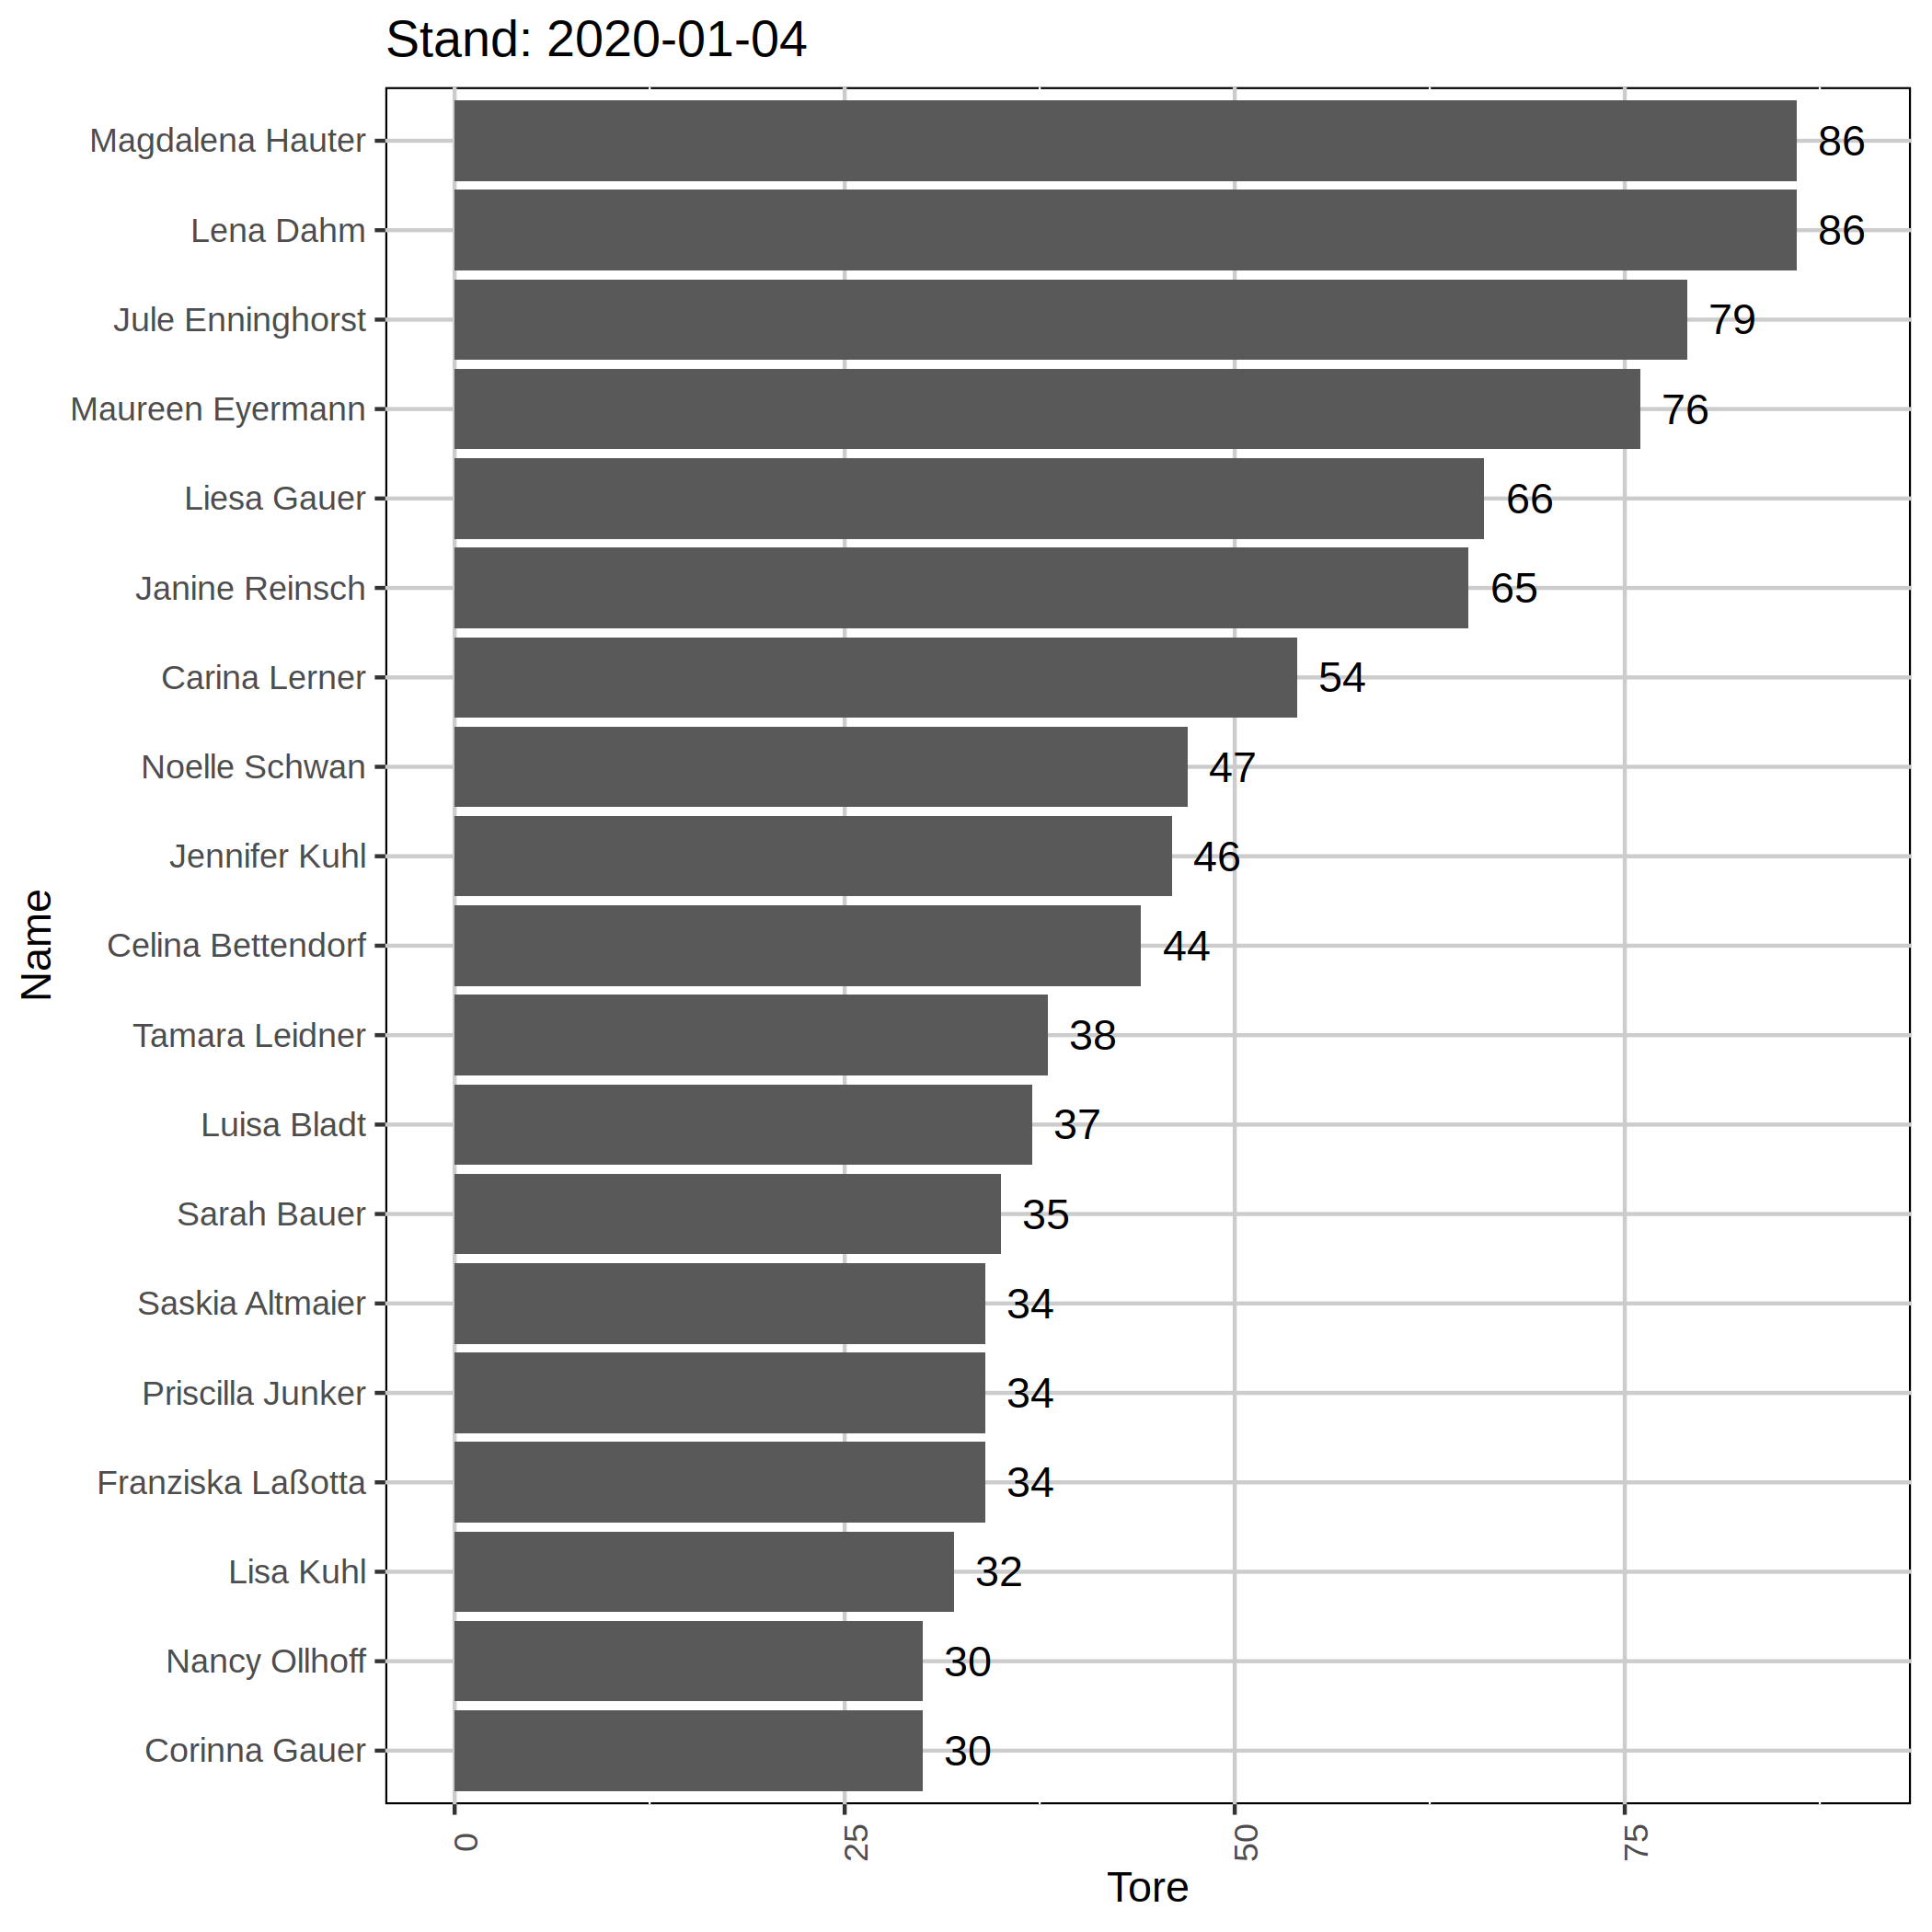 Stand: 2020-01-04
Magdalena Hauter 86
Lena Dahm 86
Jule Enninghorst 79
Maureen Eyermann 76
Liesa Gauer 66
Janine Reinsch 65
Carina Lerner 54
Noelle Schwan 47
Jennifer Kuhl 46
Celina Bettendorf 44
Tamara Leidner 38
Luisa Bladt 37
Sarah Bauer 35
Saskia Altmaier 34
Priscilla Junker 34
Franziska Laßotta 34
Lisa Kuhl 32
Nancy Ollhoff 30
Corinna Gauer 30
Name
0 25 50 75
Tore